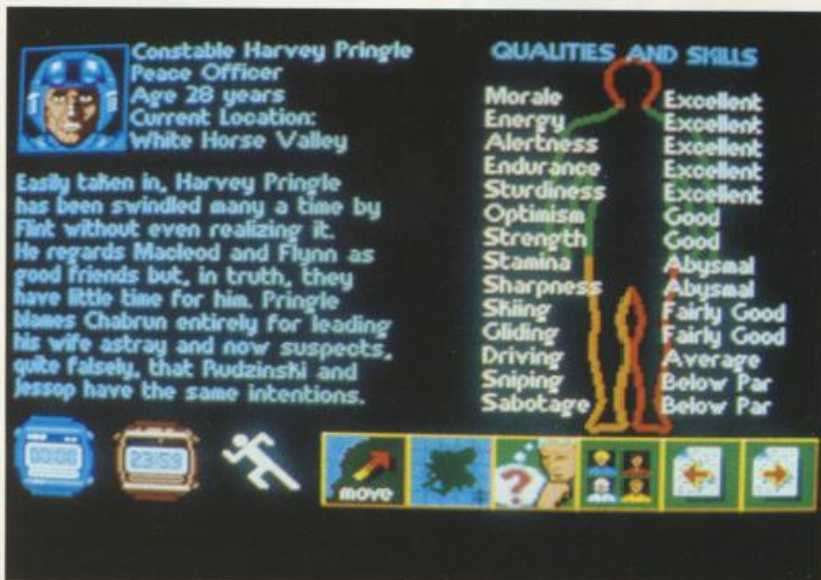 Constable Harvey Pringle
Peace Officer
Age 28 years
Current Location:
White Horse Valley
Easily taken in, Harvey Pringle
has been swindled many a time by
Flint without even realizing it.
He regards Macleod and Flynn as
good friends but, in truth, they
have little time for him. Pringle
blames Chabrun entirely for leading
his wife astray and now suspects,
quite falsely, that Rudzinski and
Jessop have the same intentions.
QUALITIES AND SKILLS
Morale Excellent
Energy Excellent
Alertness Excellent
Endurance Excellent
Sturdiness Excellent
Optimism Good
Strength Good
Stamina Abysmal
Sharpness Abysmal
Skiing Fairly Good
Gliding Fairly Good
Driving Average
Sniping Below Par
Sabotage Below Par
00:00
23:59
move
?